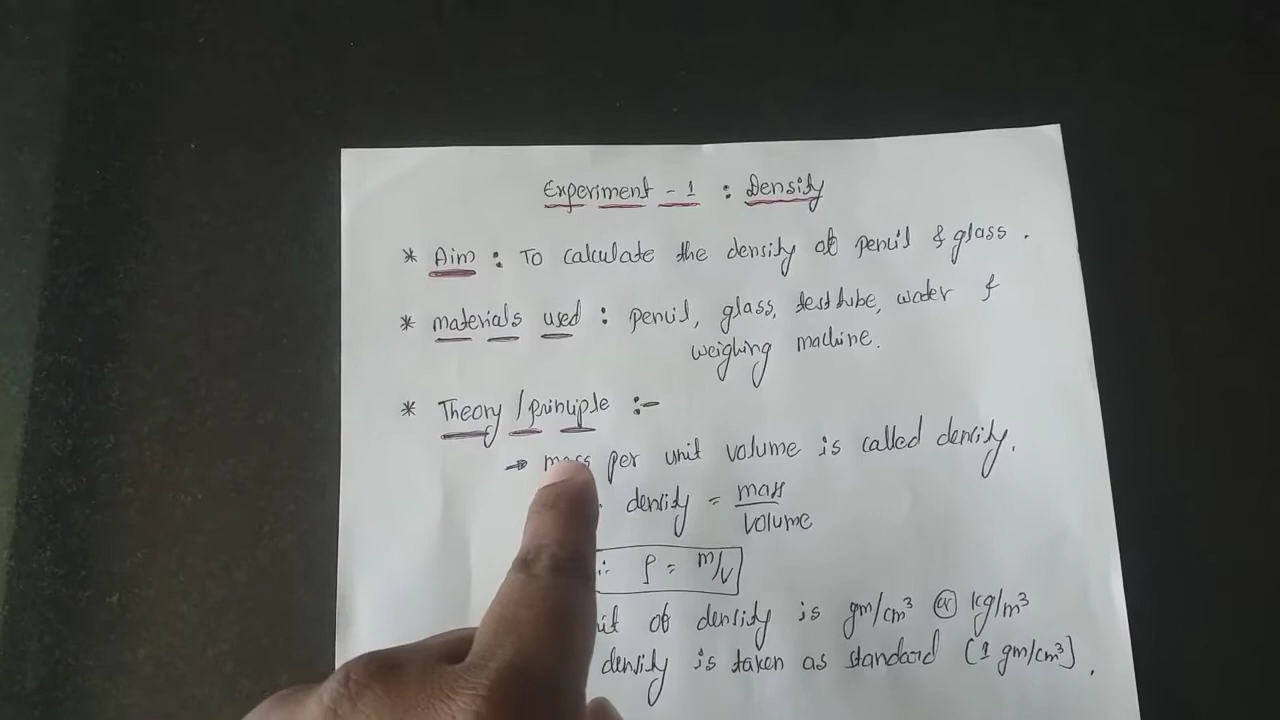 Experiment - 1 : Density
* Aim : To calculate the density of pencil & glass .
* materials used : pencil, glass, testtube, water &
weighing machine.
* Theory / principle :-
→ mass per unit volume is called density.
density = mass
volume
∴ ρ = m/v
of density is gm/cm³ or kg/m³
density is taken as standard (1 gm/cm³) .